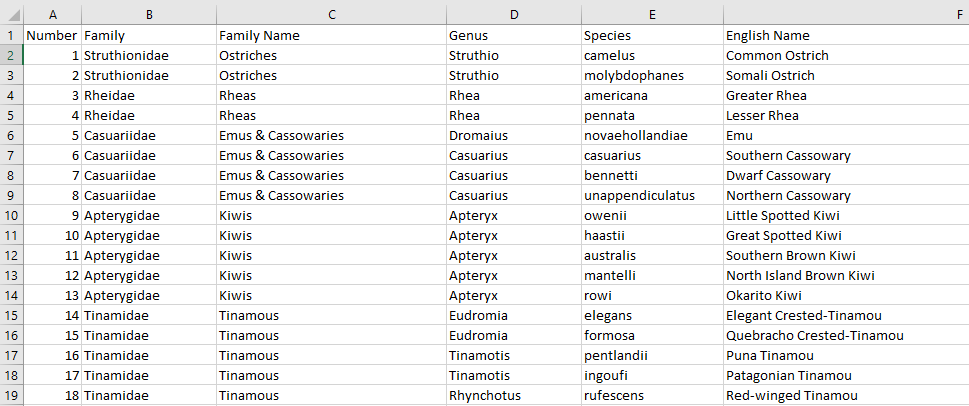 A B C D E F
1 Number Family Family Name Genus Species English Name
2 1 Struthionidae Ostriches Struthio camelus Common Ostrich
3 2 Struthionidae Ostriches Struthio molybdophanes Somali Ostrich
4 3 Rheidae Rheas Rhea americana Greater Rhea
5 4 Rheidae Rheas Rhea pennata Lesser Rhea
6 5 Casuariidae Emus & Cassowaries Dromaius novaehollandiae Emu
7 6 Casuariidae Emus & Cassowaries Casuarius casuarius Southern Cassowary
8 7 Casuariidae Emus & Cassowaries Casuarius bennetti Dwarf Cassowary
9 8 Casuariidae Emus & Cassowaries Casuarius unappendiculatus Northern Cassowary
10 9 Apterygidae Kiwis Apteryx owenii Little Spotted Kiwi
11 10 Apterygidae Kiwis Apteryx haastii Great Spotted Kiwi
12 11 Apterygidae Kiwis Apteryx australis Southern Brown Kiwi
13 12 Apterygidae Kiwis Apteryx mantelli North Island Brown Kiwi
14 13 Apterygidae Kiwis Apteryx rowi Okarito Kiwi
15 14 Tinamidae Tinamous Eudromia elegans Elegant Crested-Tinamou
16 15 Tinamidae Tinamous Eudromia formosa Quebracho Crested-Tinamou
17 16 Tinamidae Tinamous Tinamotis pentlandii Puna Tinamou
18 17 Tinamidae Tinamous Tinamotis ingoufi Patagonian Tinamou
19 18 Tinamidae Tinamous Rhynchotus rufescens Red-winged Tinamou